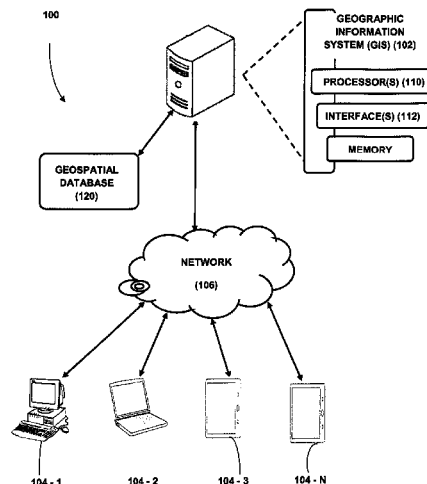 100
GEOGRAPHIC
INFORMATION
SYSTEM (GIS) (102)
PROCESSOR(S) (110)
INTERFACE(S) (112)
MEMORY
GEOSPATIAL
DATABASE
(120)
NETWORK
(106)
104 - 1
104 - 2
104 - 3
104 - N